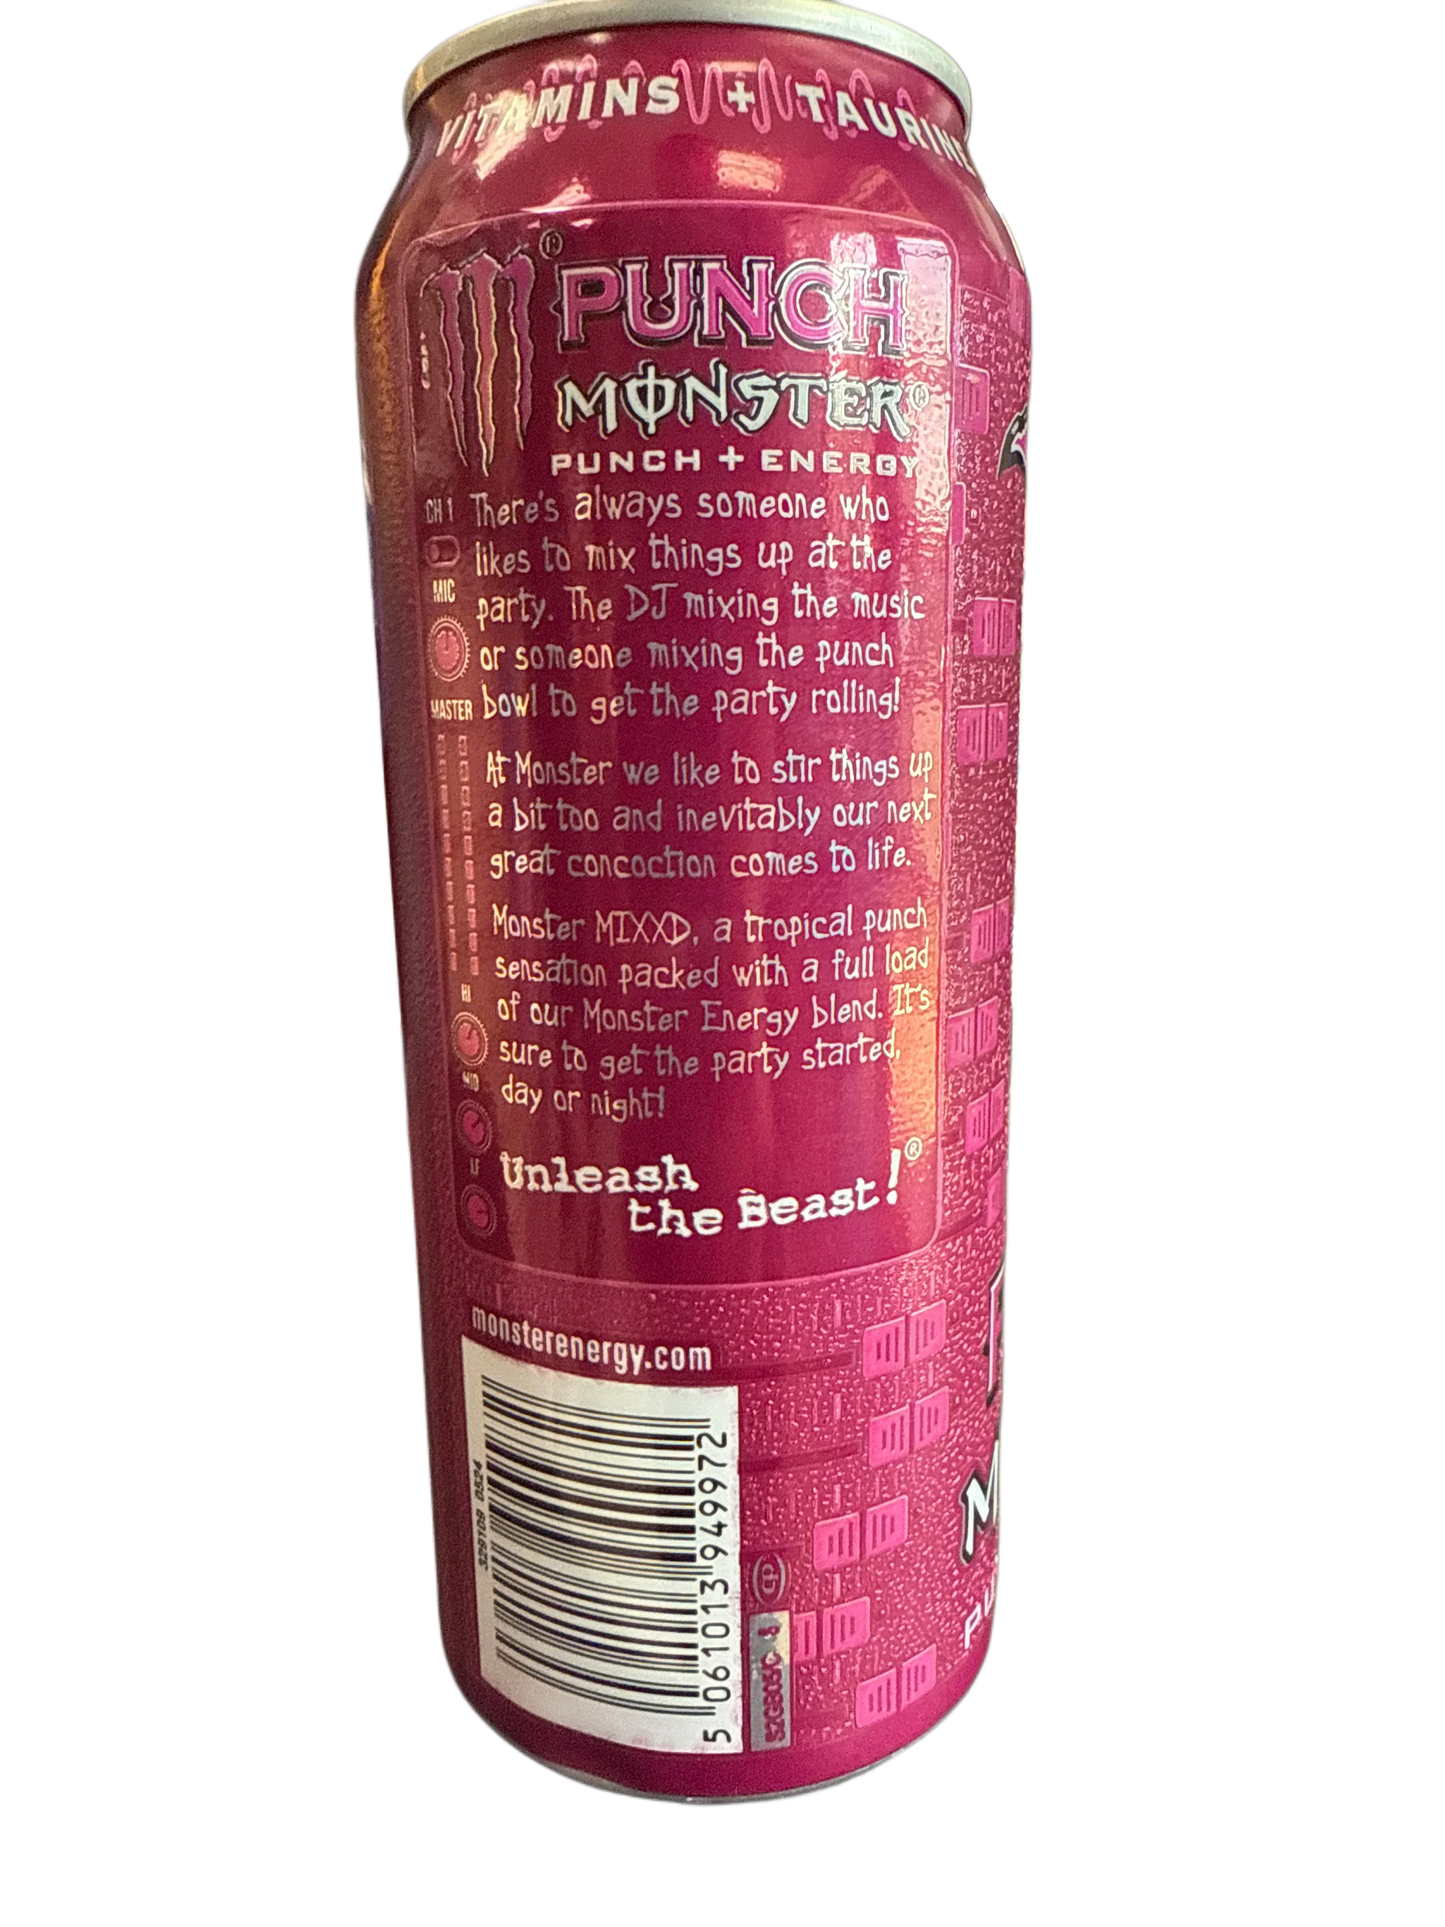 VITAMINS + TAURINE
PUNCH
MONSTER®
PUNCH + ENERGY
There's always someone who
likes to mix things up at the
party. The DJ mixing the music
or someone mixing the punch
bowl to get the party rolling!
At Monster we like to stir things up
a bit too and inevitably our next
great concoction comes to life.
Monster MIXXD, a tropical punch
sensation packed with a full load
of our Monster Energy blend. It's
sure to get the party started,
day or night!
Unleash
the Beast!®
CH 1
MIC
MASTER
HI
MID
LF
monsterenergy.com
329109 0524
5 061013 949972